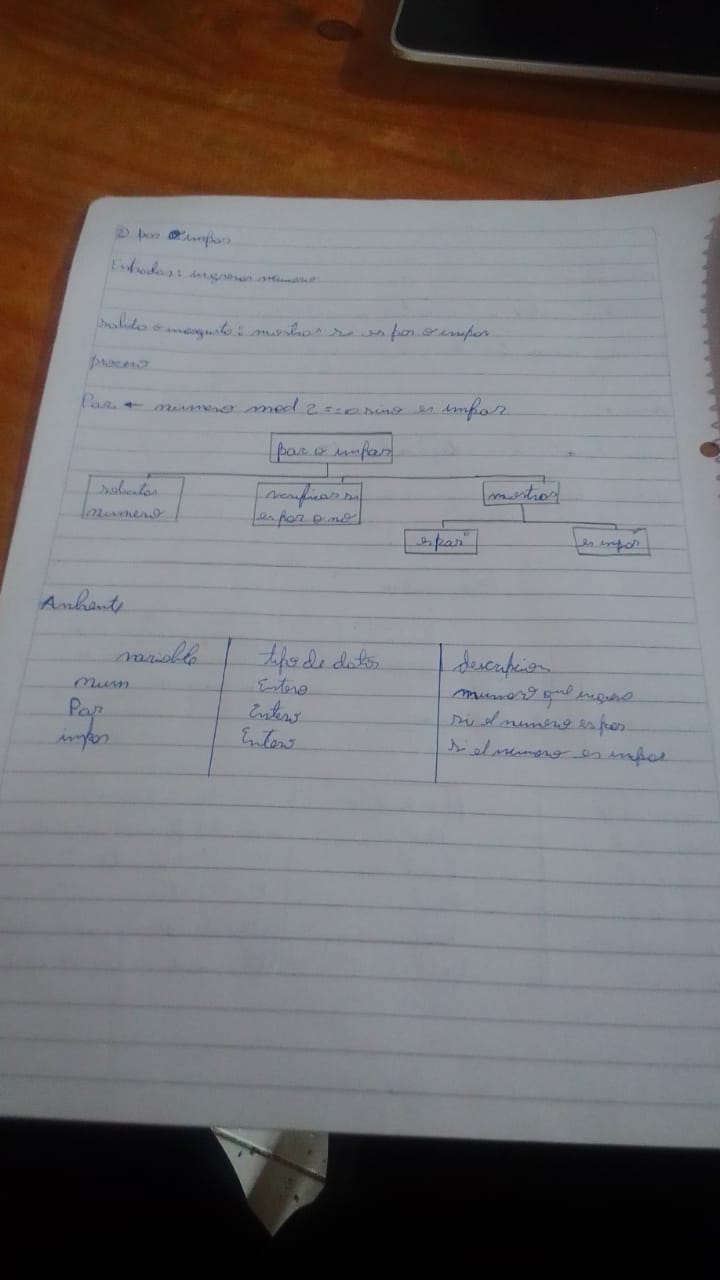 2) par o impar
Entradas: ingresar numero
salida o incognita: mostrar si es par o impar
proceso
Par ← numero mod 2 == 0 sino es impar
par o impar
solicitar
numero
verificar si
es par o no
mostrar
"es par"
"es impar"
Ambiente
variable
tipo de datos
descripcion
num
Entero
numero que ingreso
Par
Entero
si el numero es par
impar
Entero
si el numero es impar